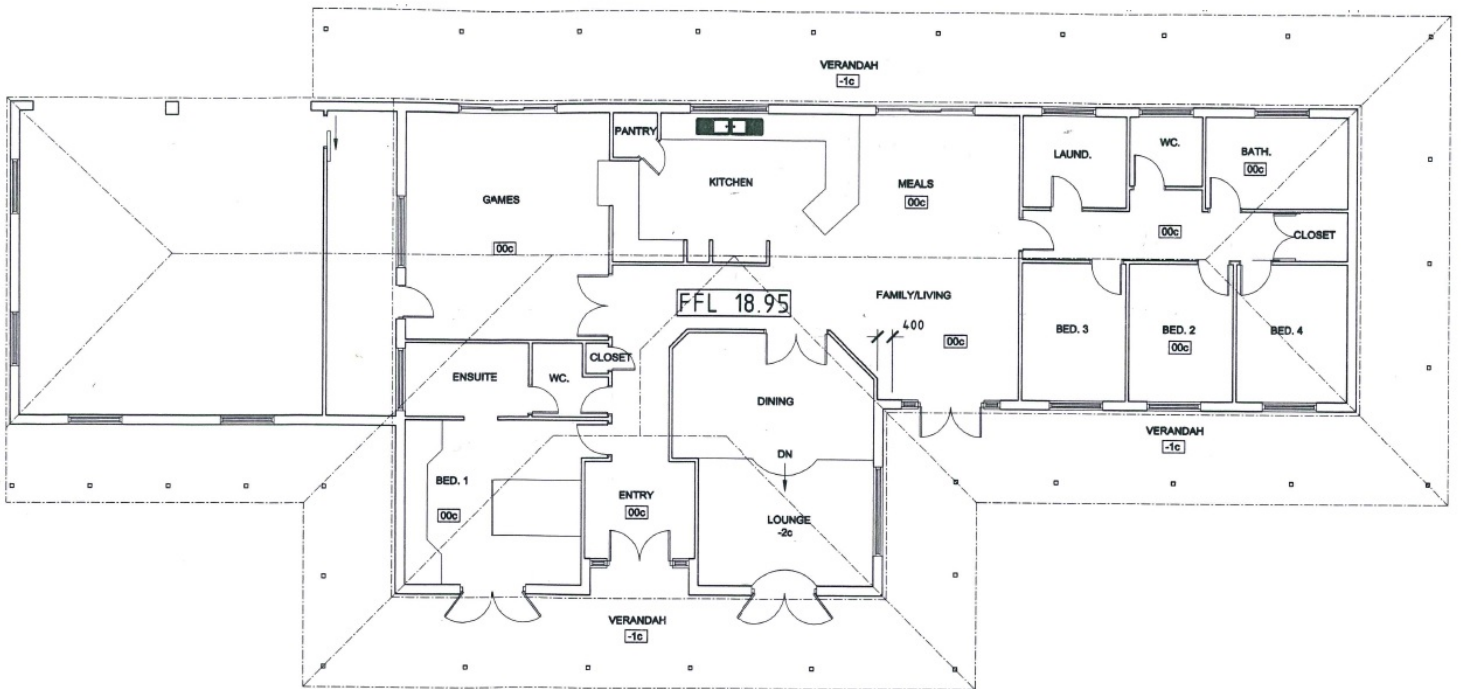 VERANDAH
-1c
PANTRY
KITCHEN
GAMES
00c
MEALS
00c
LAUND.
WC.
BATH.
00c
00c
CLOSET
FFL 18.95
FAMILY/LIVING
00c
400
BED. 3
BED. 2
00c
BED. 4
CLOSET
ENSUITE
WC.
DINING
DN
VERANDAH
-1c
BED. 1
00c
ENTRY
00c
LOUNGE
-2c
VERANDAH
-1c